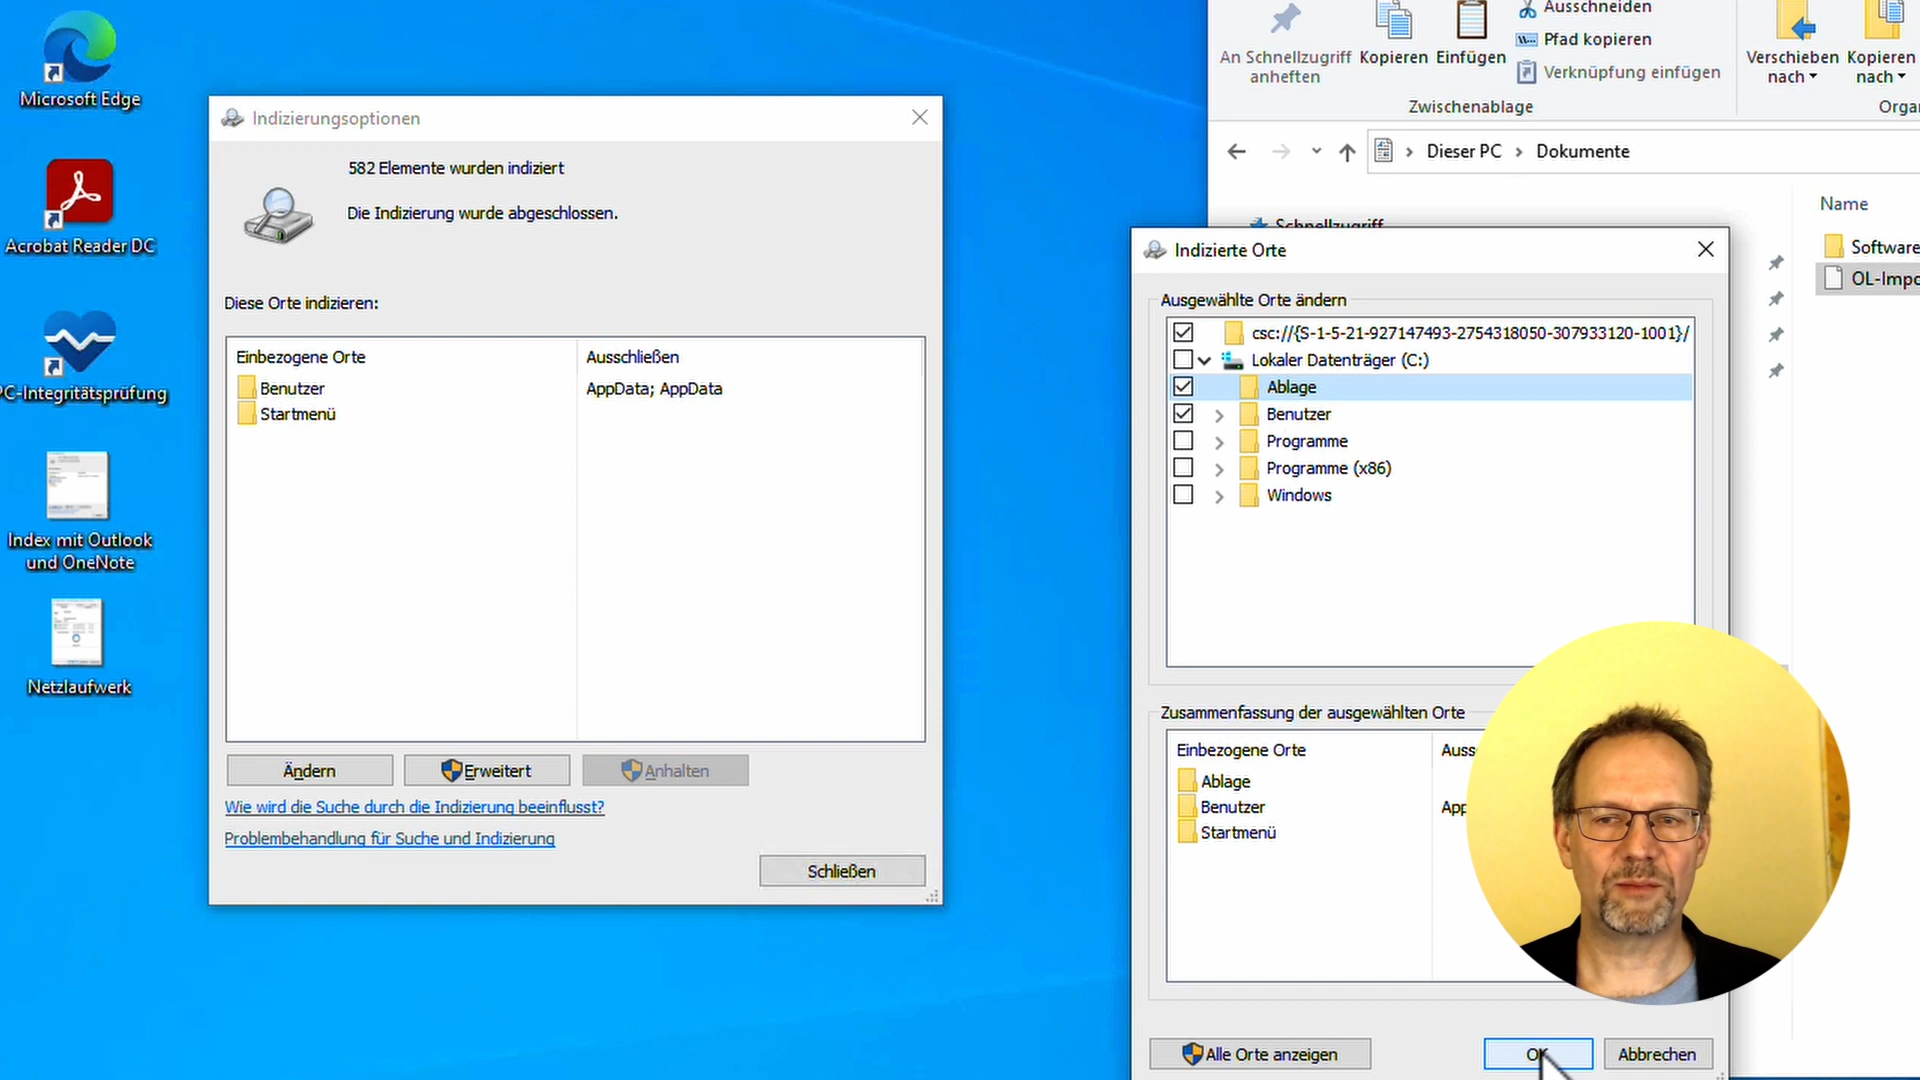 Microsoft Edge
Acrobat Reader DC
PC-Integritätsprüfung
Index mit Outlook
und OneNote
Netzlaufwerk
Indizierungsoptionen
582 Elemente wurden indiziert
Die Indizierung wurde abgeschlossen.
Diese Orte indizieren:
Einbezogene Orte
Ausschließen
Benutzer
AppData; AppData
Startmenü
Ändern
Erweitert
Anhalten
Wie wird die Suche durch die Indizierung beeinflusst?
Problembehandlung für Suche und Indizierung
Schließen
An Schnellzugriff
anheften
Kopieren
Einfügen
Ausschneiden
Pfad kopieren
Verknüpfung einfügen
Zwischenablage
Verschieben
nach
Kopieren
nach
Dieser PC
Dokumente
Name
Schnellzugriff
Software
Indizierte Orte
Ausgewählte Orte ändern
csc://{S-1-5-21-927147493-2754318050-307933120-1001}/
Lokaler Datenträger (C:)
Ablage
Benutzer
Programme
Programme (x86)
Windows
Zusammenfassung der ausgewählten Orte
Einbezogene Orte
Ablage
Benutzer
Startmenü
Alle Orte anzeigen
OK
Abbrechen